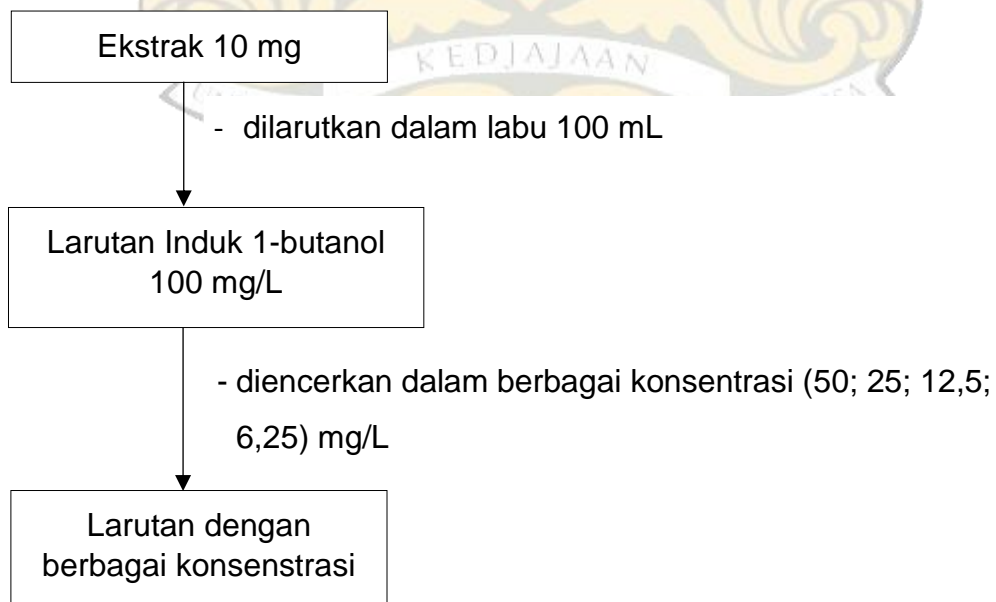 KEDJAJAAN
Ekstrak 10 mg
- dilarutkan dalam labu 100 mL
Larutan Induk 1-butanol
100 mg/L
- diencerkan dalam berbagai konsentrasi (50; 25; 12,5;
6,25) mg/L
Larutan dengan
berbagai konsenstrasi